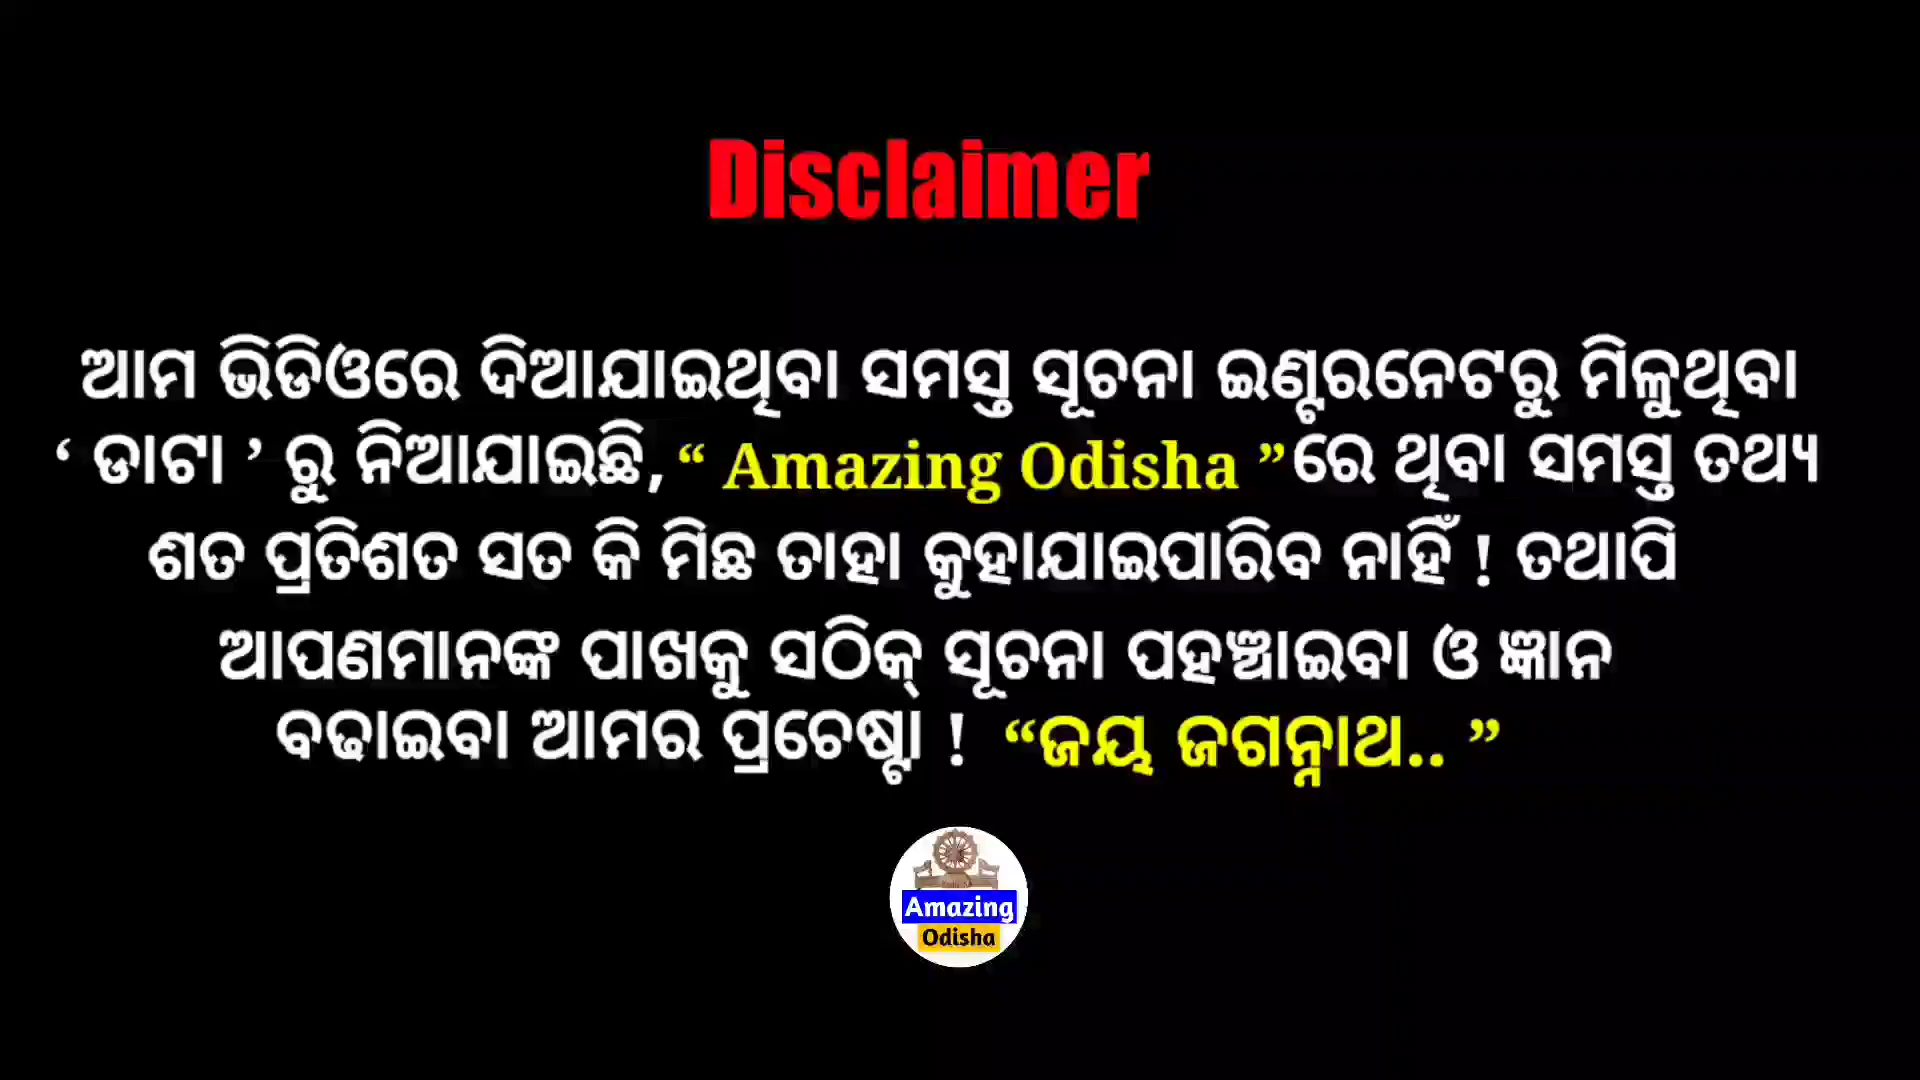 Disclaimer
ଆମ ଭିଡିଓରେ ଦିଆଯାଇଥିବା ସମସ୍ତ ସୂଚନା ଇଣ୍ଟରନେଟରୁ ମିଳୁଥିବା
‘ ଡାଟା ’ ରୁ ନିଆଯାଇଛି, “ Amazing Odisha ” ରେ ଥିବା ସମସ୍ତ ତଥ୍ୟ
ଶତ ପ୍ରତିଶତ ସତ କି ମିଛ ତାହା କୁହାଯାଇପାରିବ ନାହିଁ ! ତଥାପି
ଆପଣମାନଙ୍କ ପାଖକୁ ସଠିକ୍ ସୂଚନା ପହଞ୍ଚାଇବା ଓ ଜ୍ଞାନ
ବଢାଇବା ଆମର ପ୍ରଚେଷ୍ଟା ! “ଜୟ ଜଗନ୍ନାଥ.. ”
Amazing
Odisha